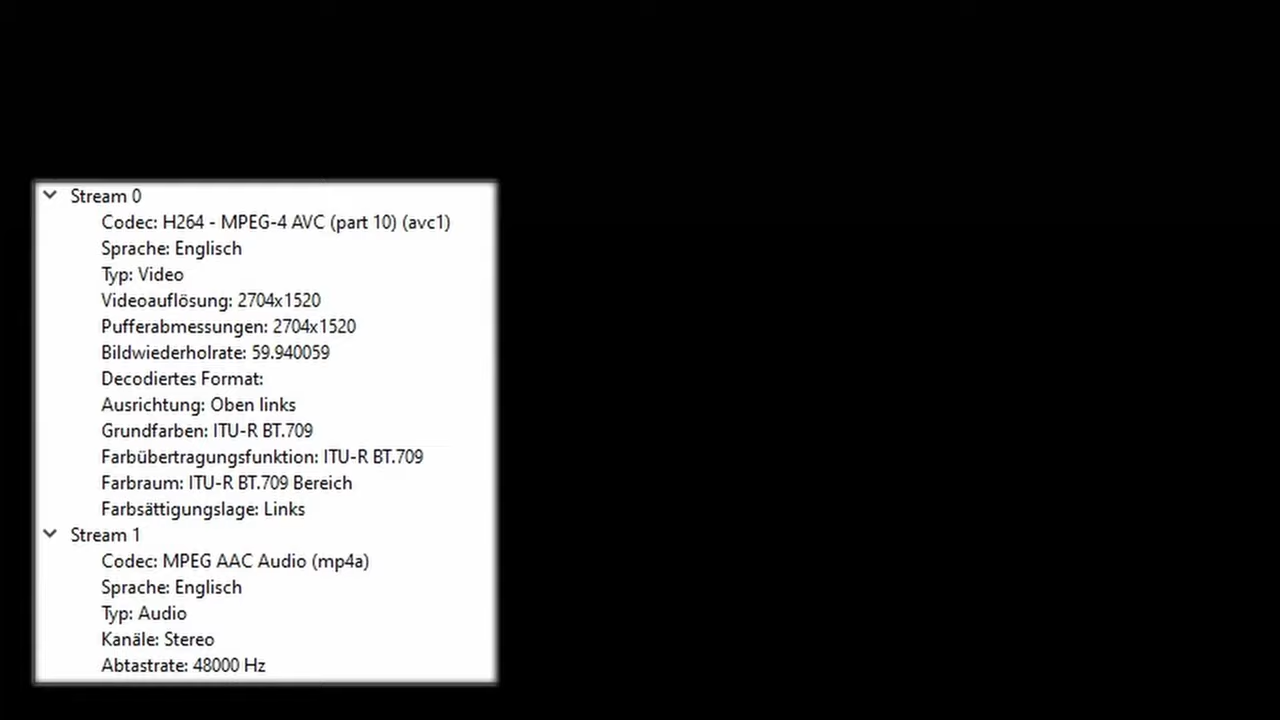 Stream 0
Codec: H264 - MPEG-4 AVC (part 10) (avc1)
Sprache: Englisch
Typ: Video
Videoauflösung: 2704x1520
Pufferabmessungen: 2704x1520
Bildwiederholrate: 59.940059
Decodiertes Format:
Ausrichtung: Oben links
Grundfarben: ITU-R BT.709
Farbübertragungsfunktion: ITU-R BT.709
Farbraum: ITU-R BT.709 Bereich
Farbsättigungslage: Links
Stream 1
Codec: MPEG AAC Audio (mp4a)
Sprache: Englisch
Typ: Audio
Kanäle: Stereo
Abtastrate: 48000 Hz